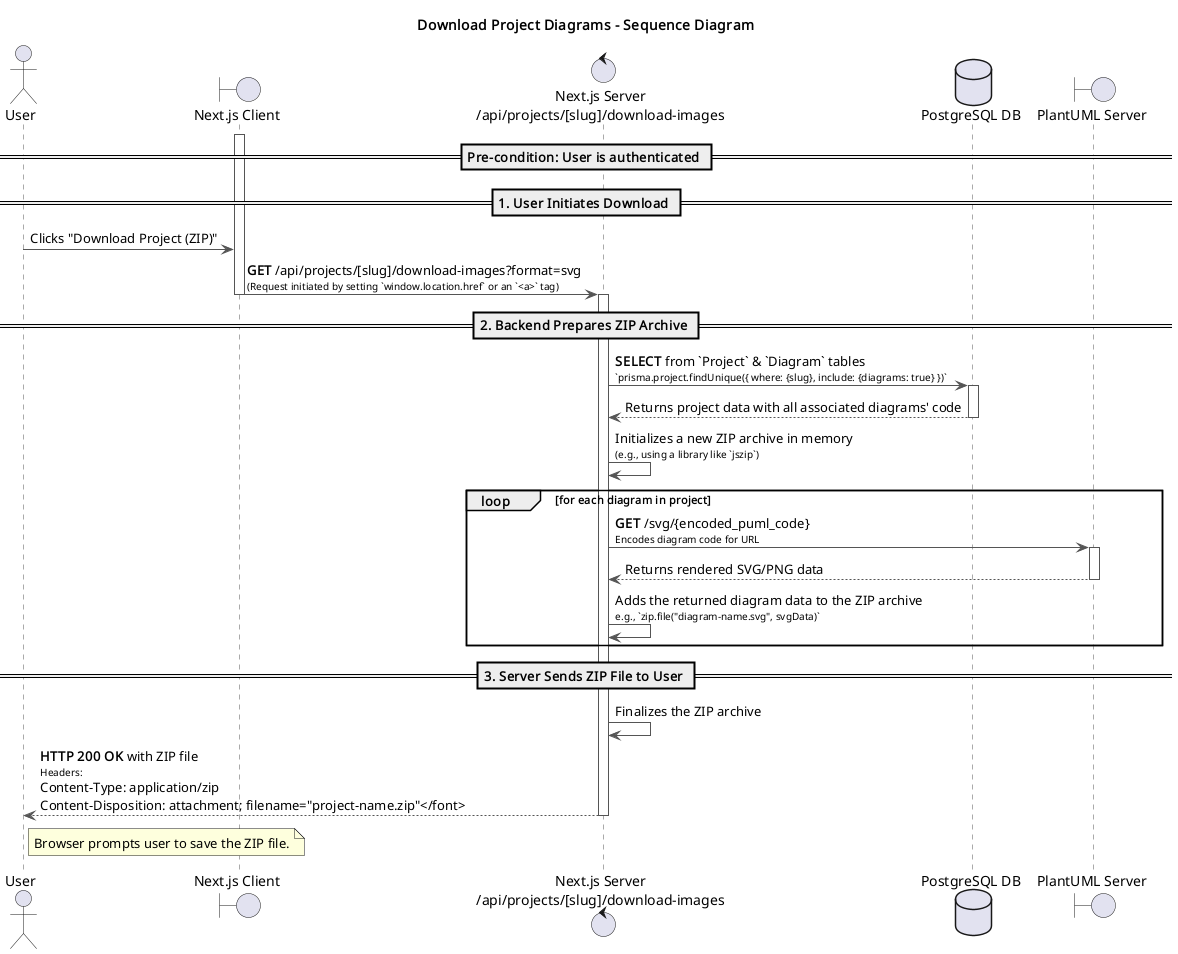 Download Project Diagrams - Sequence Diagram
User
Next.js Client
Next.js Server
/api/projects/[slug]/download-images
PostgreSQL DB
PlantUML Server
Pre-condition: User is authenticated
1. User Initiates Download
Clicks "Download Project (ZIP)"
GET /api/projects/[slug]/download-images?format=svg
(Request initiated by setting `window.location.href` or an `<a>` tag)
2. Backend Prepares ZIP Archive
SELECT from `Project` & `Diagram` tables
`prisma.project.findUnique({ where: {slug}, include: {diagrams: true} })`
Returns project data with all associated diagrams' code
Initializes a new ZIP archive in memory
(e.g., using a library like `jszip`)
loop [for each diagram in project]
GET /svg/{encoded_puml_code}
Encodes diagram code for URL
Returns rendered SVG/PNG data
Adds the returned diagram data to the ZIP archive
e.g., `zip.file("diagram-name.svg", svgData)`
3. Server Sends ZIP File to User
Finalizes the ZIP archive
HTTP 200 OK with ZIP file
Headers:
Content-Type: application/zip
Content-Disposition: attachment; filename="project-name.zip"</font>
Browser prompts user to save the ZIP file.
User
Next.js Client
Next.js Server
/api/projects/[slug]/download-images
PostgreSQL DB
PlantUML Server